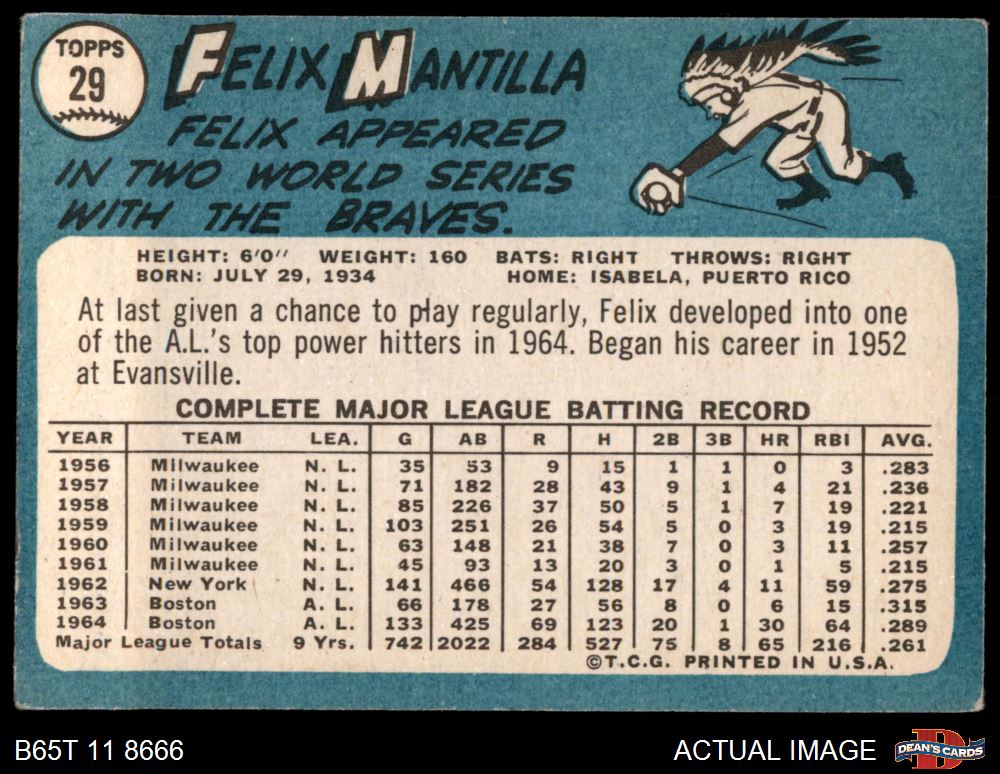 TOPPS
29
FELIX MANTILLA
FELIX APPEARED
IN TWO WORLD SERIES
WITH THE BRAVES.
HEIGHT: 6'0" WEIGHT: 160 BATS: RIGHT THROWS: RIGHT
BORN: JULY 29, 1934 HOME: ISABELA, PUERTO RICO
At last given a chance to play regularly, Felix developed into one
of the A.L.'s top power hitters in 1964. Began his career in 1952
at Evansville.
COMPLETE MAJOR LEAGUE BATTING RECORD
YEAR TEAM LEA. G AB R H 2B 3B HR RBI AVG.
1956 Milwaukee N. L. 35 53 9 15 1 1 0 3 .283
1957 Milwaukee N. L. 71 182 28 43 9 1 4 21 .236
1958 Milwaukee N. L. 85 226 37 50 5 1 7 19 .221
1959 Milwaukee N. L. 103 251 26 54 5 0 3 19 .215
1960 Milwaukee N. L. 63 148 21 38 7 0 3 11 .257
1961 Milwaukee N. L. 45 93 13 20 3 0 1 5 .215
1962 New York N. L. 141 466 54 128 17 4 11 59 .275
1963 Boston A. L. 66 178 27 56 8 0 6 15 .315
1964 Boston A. L. 133 425 69 123 20 1 30 64 .289
Major League Totals 9 Yrs. 742 2022 284 527 75 8 65 216 .261
©T.C.G. PRINTED IN U.S.A.
B65T 11 8666 ACTUAL IMAGE
DEAN'S CARDS